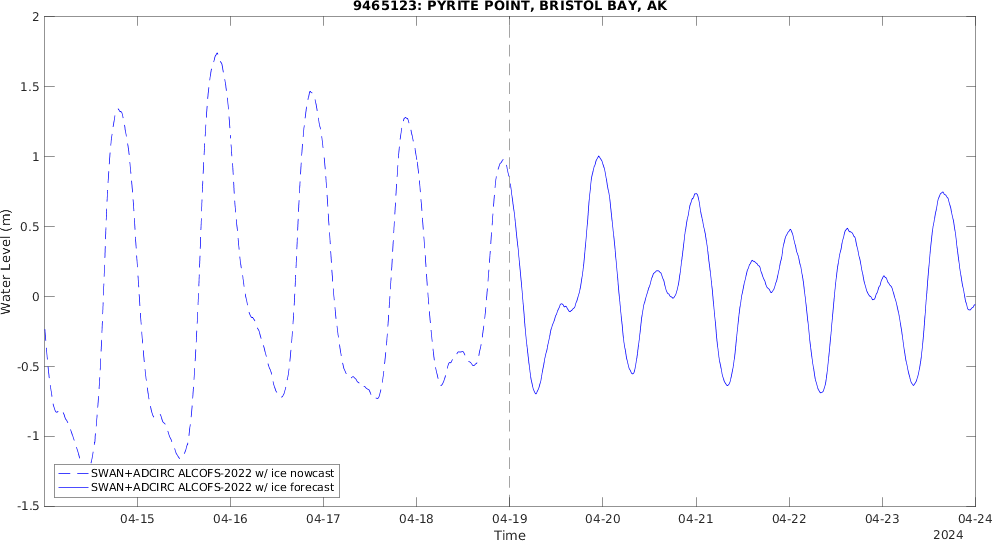 9465123: PYRITE POINT, BRISTOL BAY, AK
Water Level (m)
2
1.5
1
0.5
0
-0.5
-1
-1.5
SWAN+ADCIRC ALCOFS-2022 w/ ice nowcast
SWAN+ADCIRC ALCOFS-2022 w/ ice forecast
04-15 04-16 04-17 04-18 04-19 04-20 04-21 04-22 04-23 04-24
Time
2024